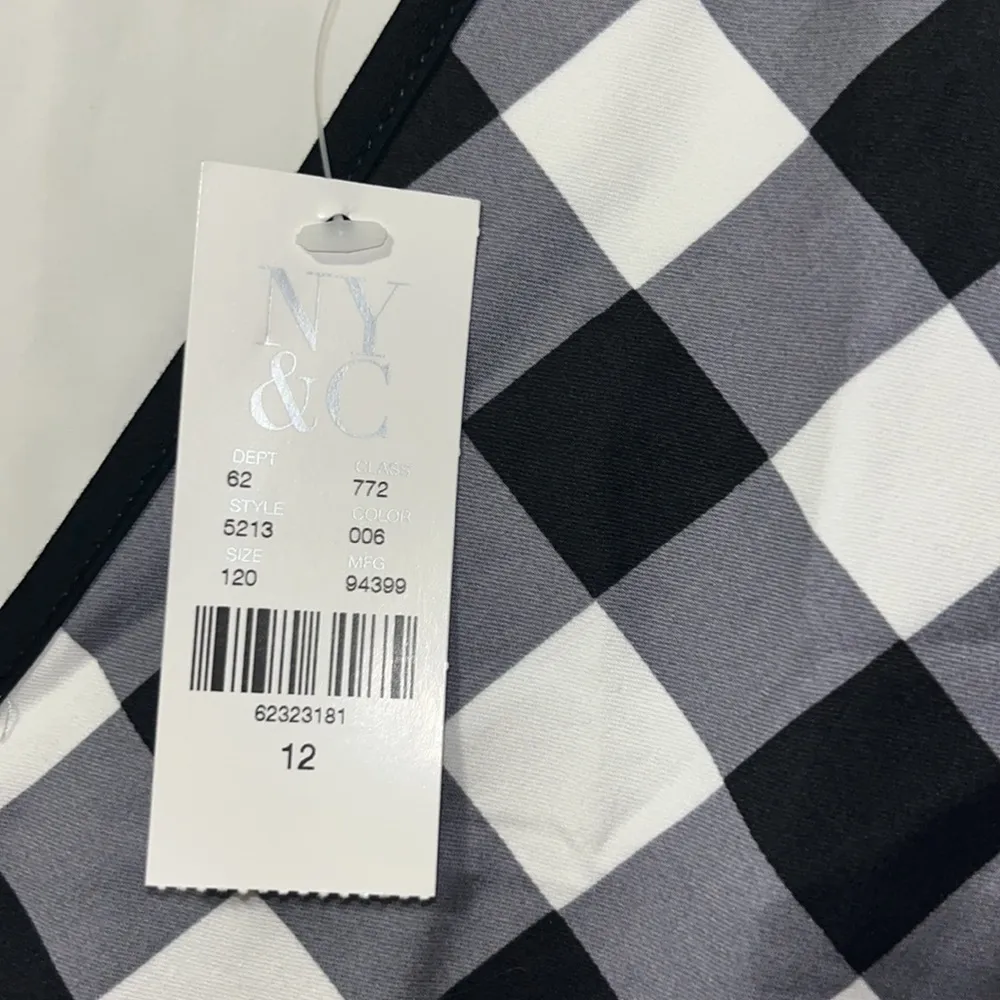 NY
&C
DEPT CLASS
62 772
STYLE COLOR
5213 006
SIZE MFG
120 94399
62323181
12